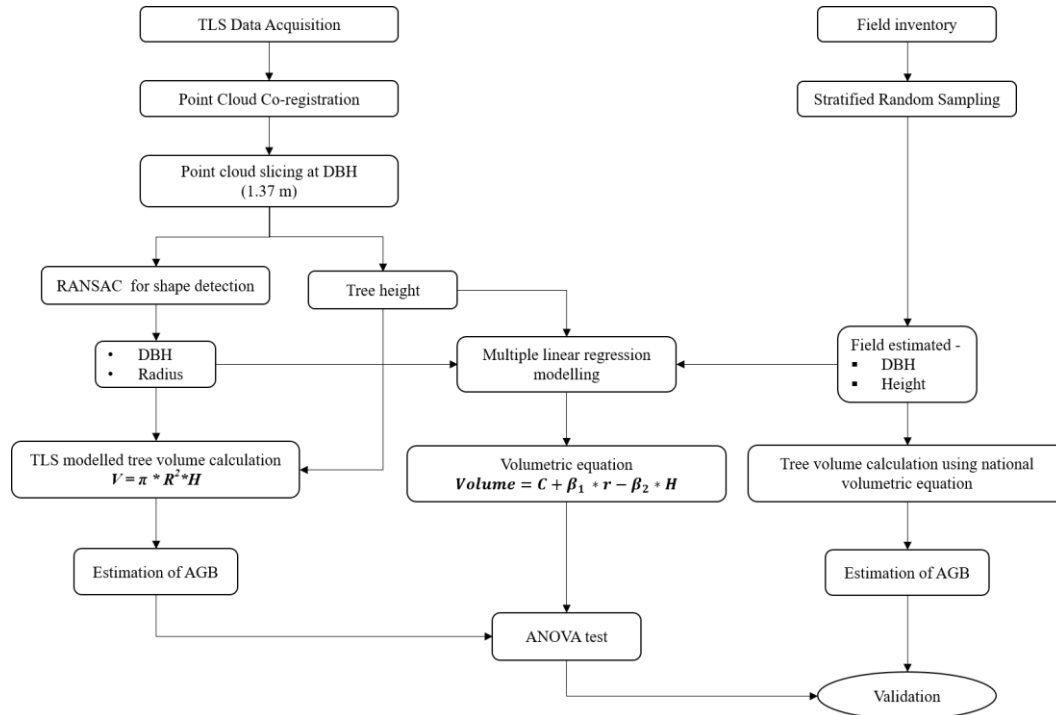 TLS Data Acquisition
Field inventory
Point Cloud Co-registration
Stratified Random Sampling
Point cloud slicing at DBH
(1.37 m)
RANSAC for shape detection
Tree height
• DBH
• Radius
Multiple linear regression
modelling
Field estimated -
▪ DBH
▪ Height
TLS modelled tree volume calculation
V = π * R²*H
Volumetric equation
Volume = C + β₁ * r − β₂ * H
Tree volume calculation using national
volumetric equation
Estimation of AGB
Estimation of AGB
ANOVA test
Validation